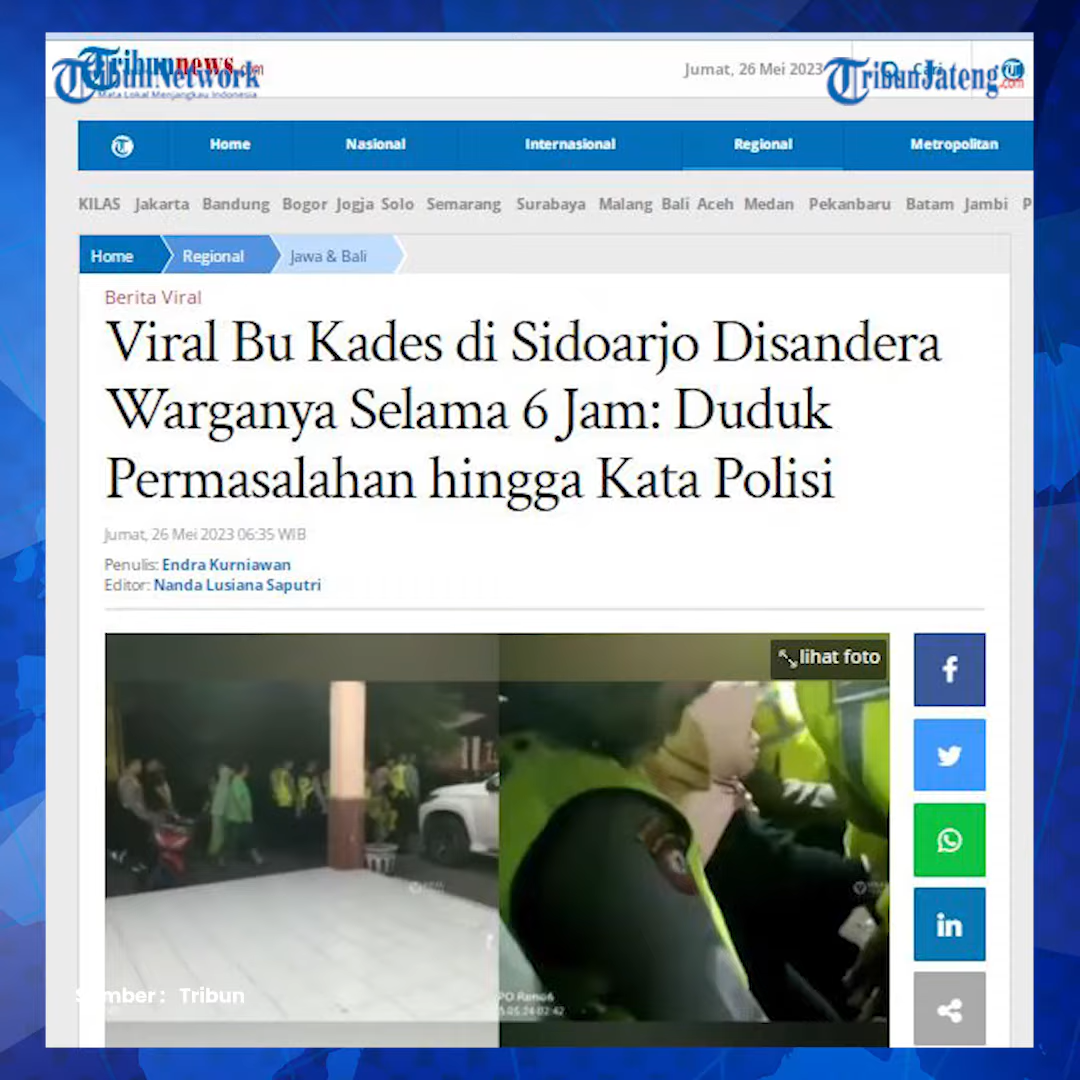 Tribunnews.com
TribunNetwork
Mata Lokal Menjangkau Indonesia
Jumat, 26 Mei 2023
Cari
TribunJateng.com
Home Nasional Internasional Regional Metropolitan
KILAS Jakarta Bandung Bogor Jogja Solo Semarang Surabaya Malang Bali Aceh Medan Pekanbaru Batam Jambi P
Home Regional Jawa & Bali
Berita Viral
Viral Bu Kades di Sidoarjo Disandera
Warganya Selama 6 Jam: Duduk
Permasalahan hingga Kata Polisi
Jumat, 26 Mei 2023 06:35 WIB
Penulis: Endra Kurniawan
Editor: Nanda Lusiana Saputri
lihat foto
Sumber : Tribun